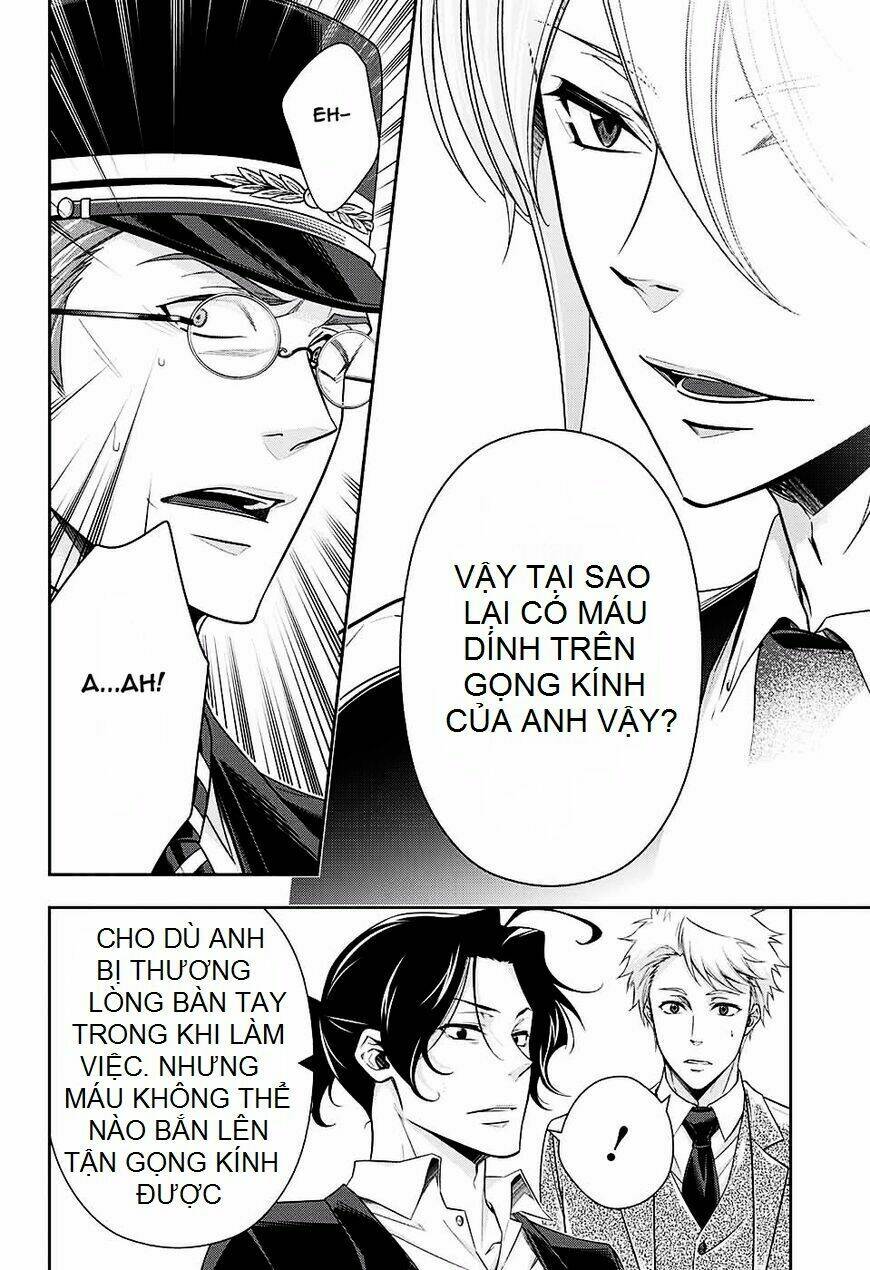 VẬY TẠI SAO
LẠI CÓ MÁU
DÍNH TRÊN
GỌNG KÍNH
CỦA ANH VẬY?
EH-
A...AH!
!
CHO DÙ ANH
BỊ THƯƠNG
LÒNG BÀN TAY
TRONG KHI LÀM
VIỆC. NHƯNG
MÁU KHÔNG THỂ
NÀO BẮN LÊN
TẬN GỌNG KÍNH
ĐƯỢC